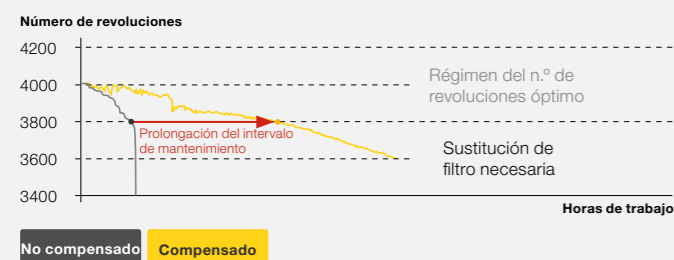 Número de revoluciones
4200
4000
Régimen del n.º de
revoluciones óptimo
3800
Prolongación del intervalo
de mantenimiento
Sustitución de
filtro necesaria
3600
3400
Horas de trabajo
No compensado
Compensado